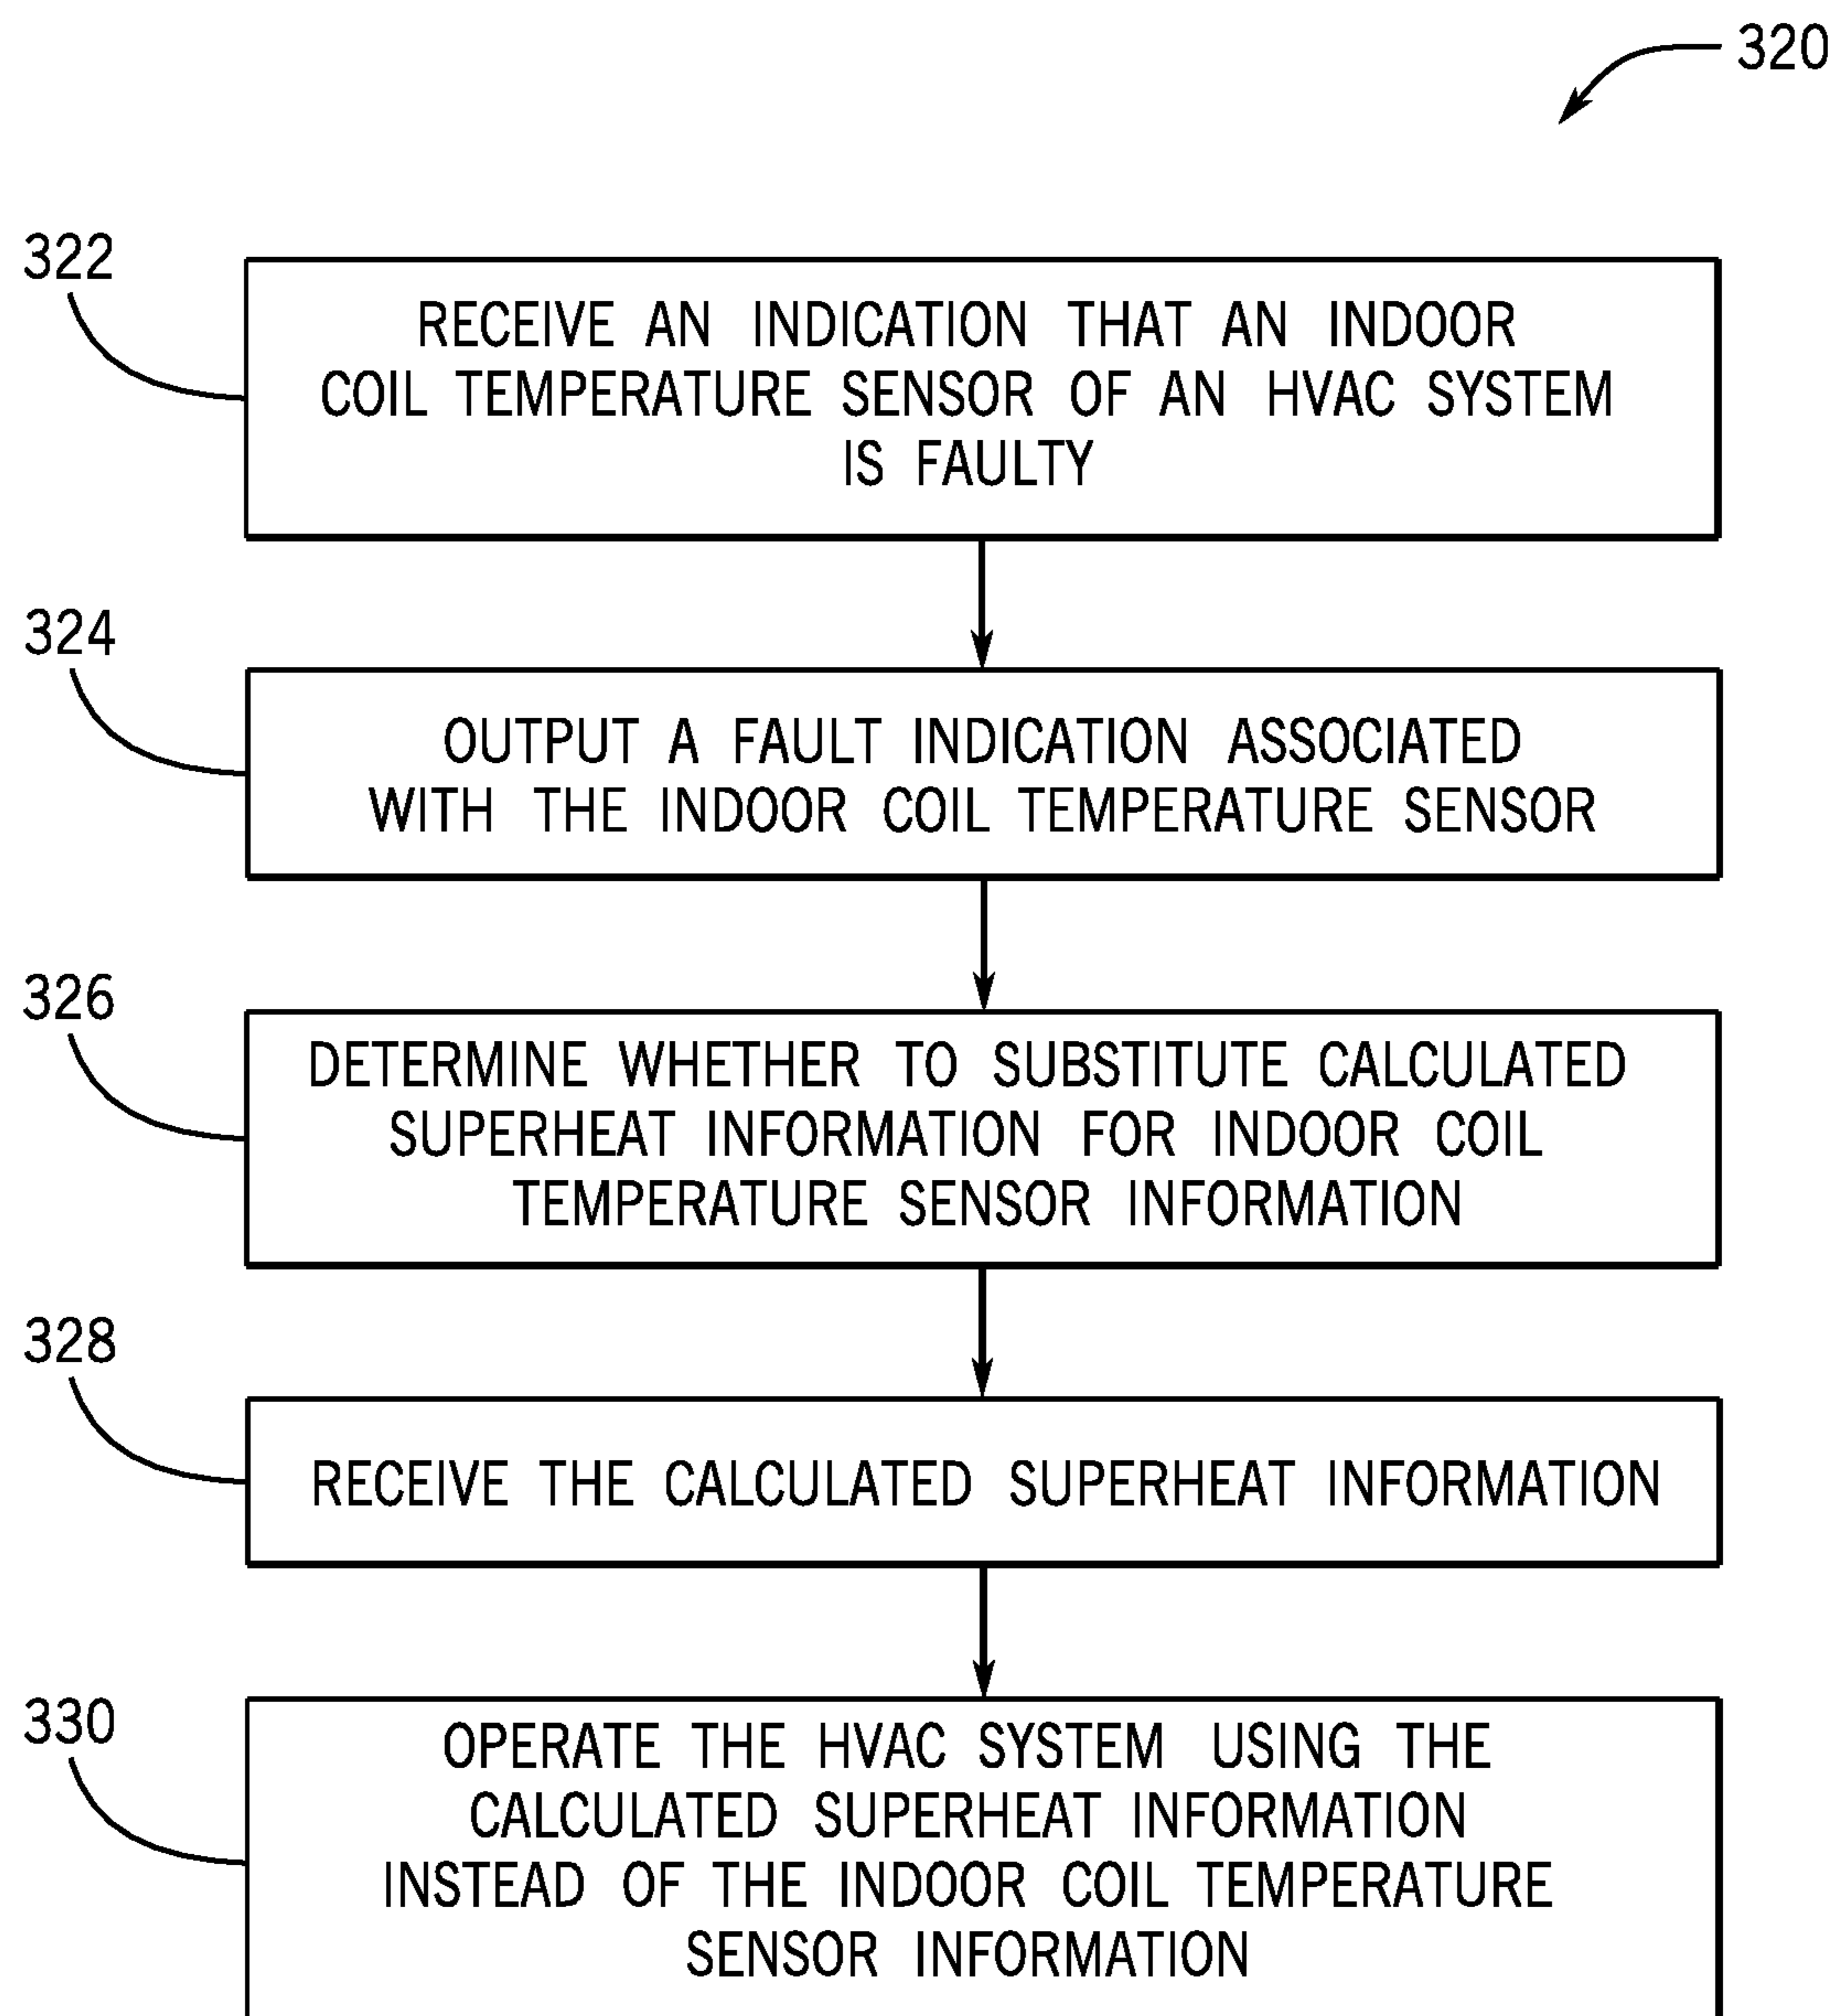 320
322
RECEIVE AN INDICATION THAT AN INDOOR
COIL TEMPERATURE SENSOR OF AN HVAC SYSTEM
IS FAULTY
324
OUTPUT A FAULT INDICATION ASSOCIATED
WITH THE INDOOR COIL TEMPERATURE SENSOR
326
DETERMINE WHETHER TO SUBSTITUTE CALCULATED
SUPERHEAT INFORMATION FOR INDOOR COIL
TEMPERATURE SENSOR INFORMATION
328
RECEIVE THE CALCULATED SUPERHEAT INFORMATION
330
OPERATE THE HVAC SYSTEM USING THE
CALCULATED SUPERHEAT INFORMATION
INSTEAD OF THE INDOOR COIL TEMPERATURE
SENSOR INFORMATION